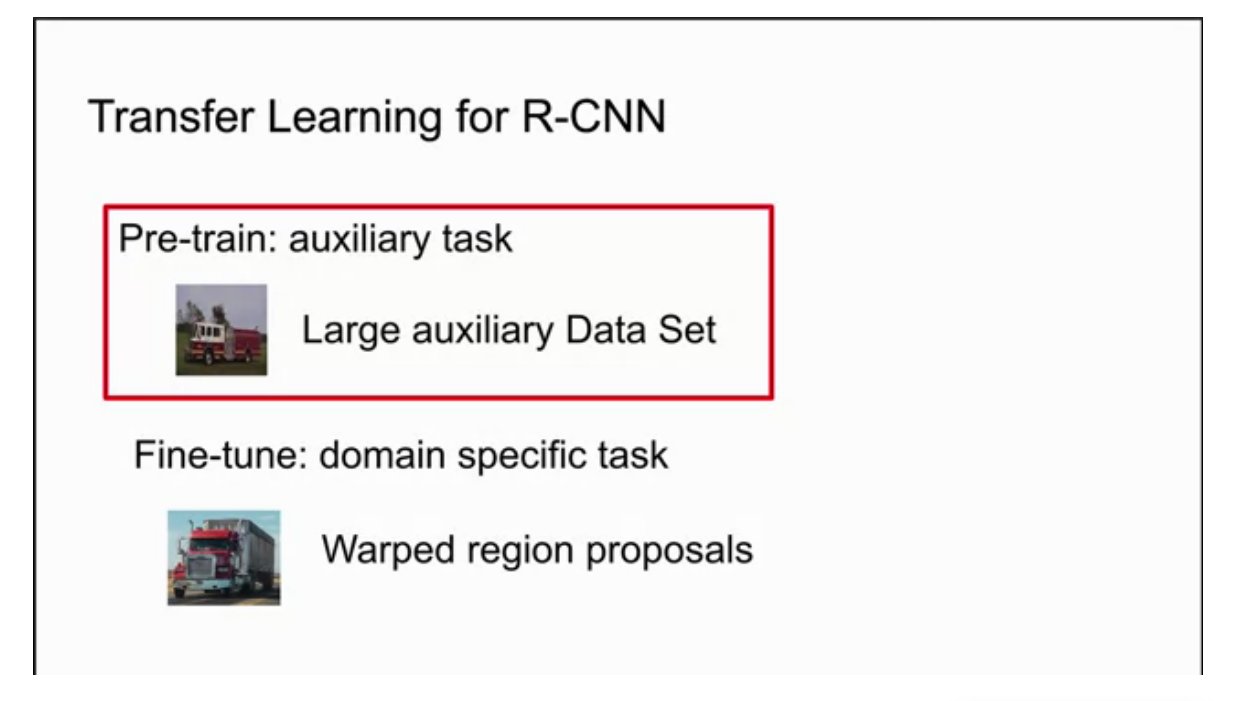 Transfer Learning for R-CNN
Pre-train: auxiliary task
Large auxiliary Data Set
Fine-tune: domain specific task
Warped region proposals